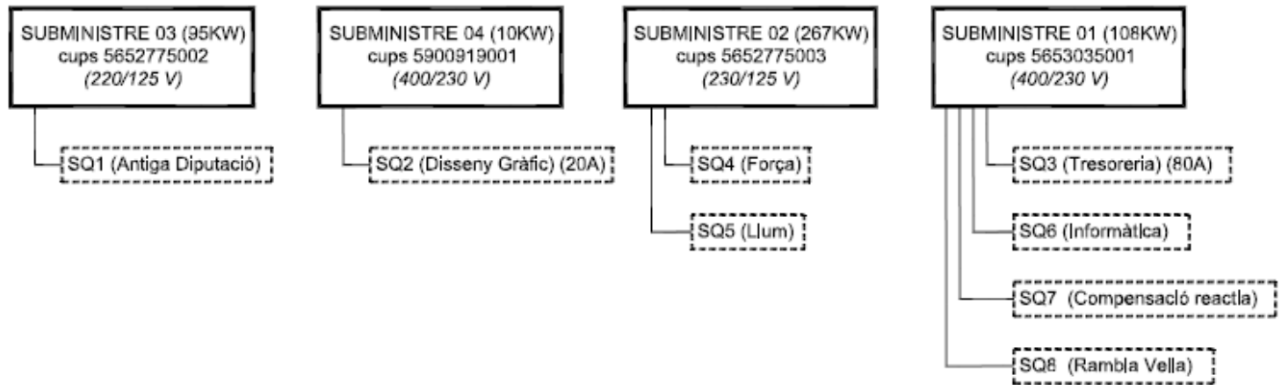 SUBMINISTRE 03 (95KW)
cups 5652775002
(220/125 V)
SQ1 (Antiga Diputació)
SUBMINISTRE 04 (10KW)
cups 5900919001
(400/230 V)
SQ2 (Disseny Gràfic) (20A)
SUBMINISTRE 02 (267KW)
cups 5652775003
(230/125 V)
SQ4 (Força)
SQ5 (Llum)
SUBMINISTRE 01 (108KW)
cups 5653035001
(400/230 V)
SQ3 (Tresoreria) (80A)
SQ6 (Informàtica)
SQ7 (Compensació reactia)
SQ8 (Rambla Vella)